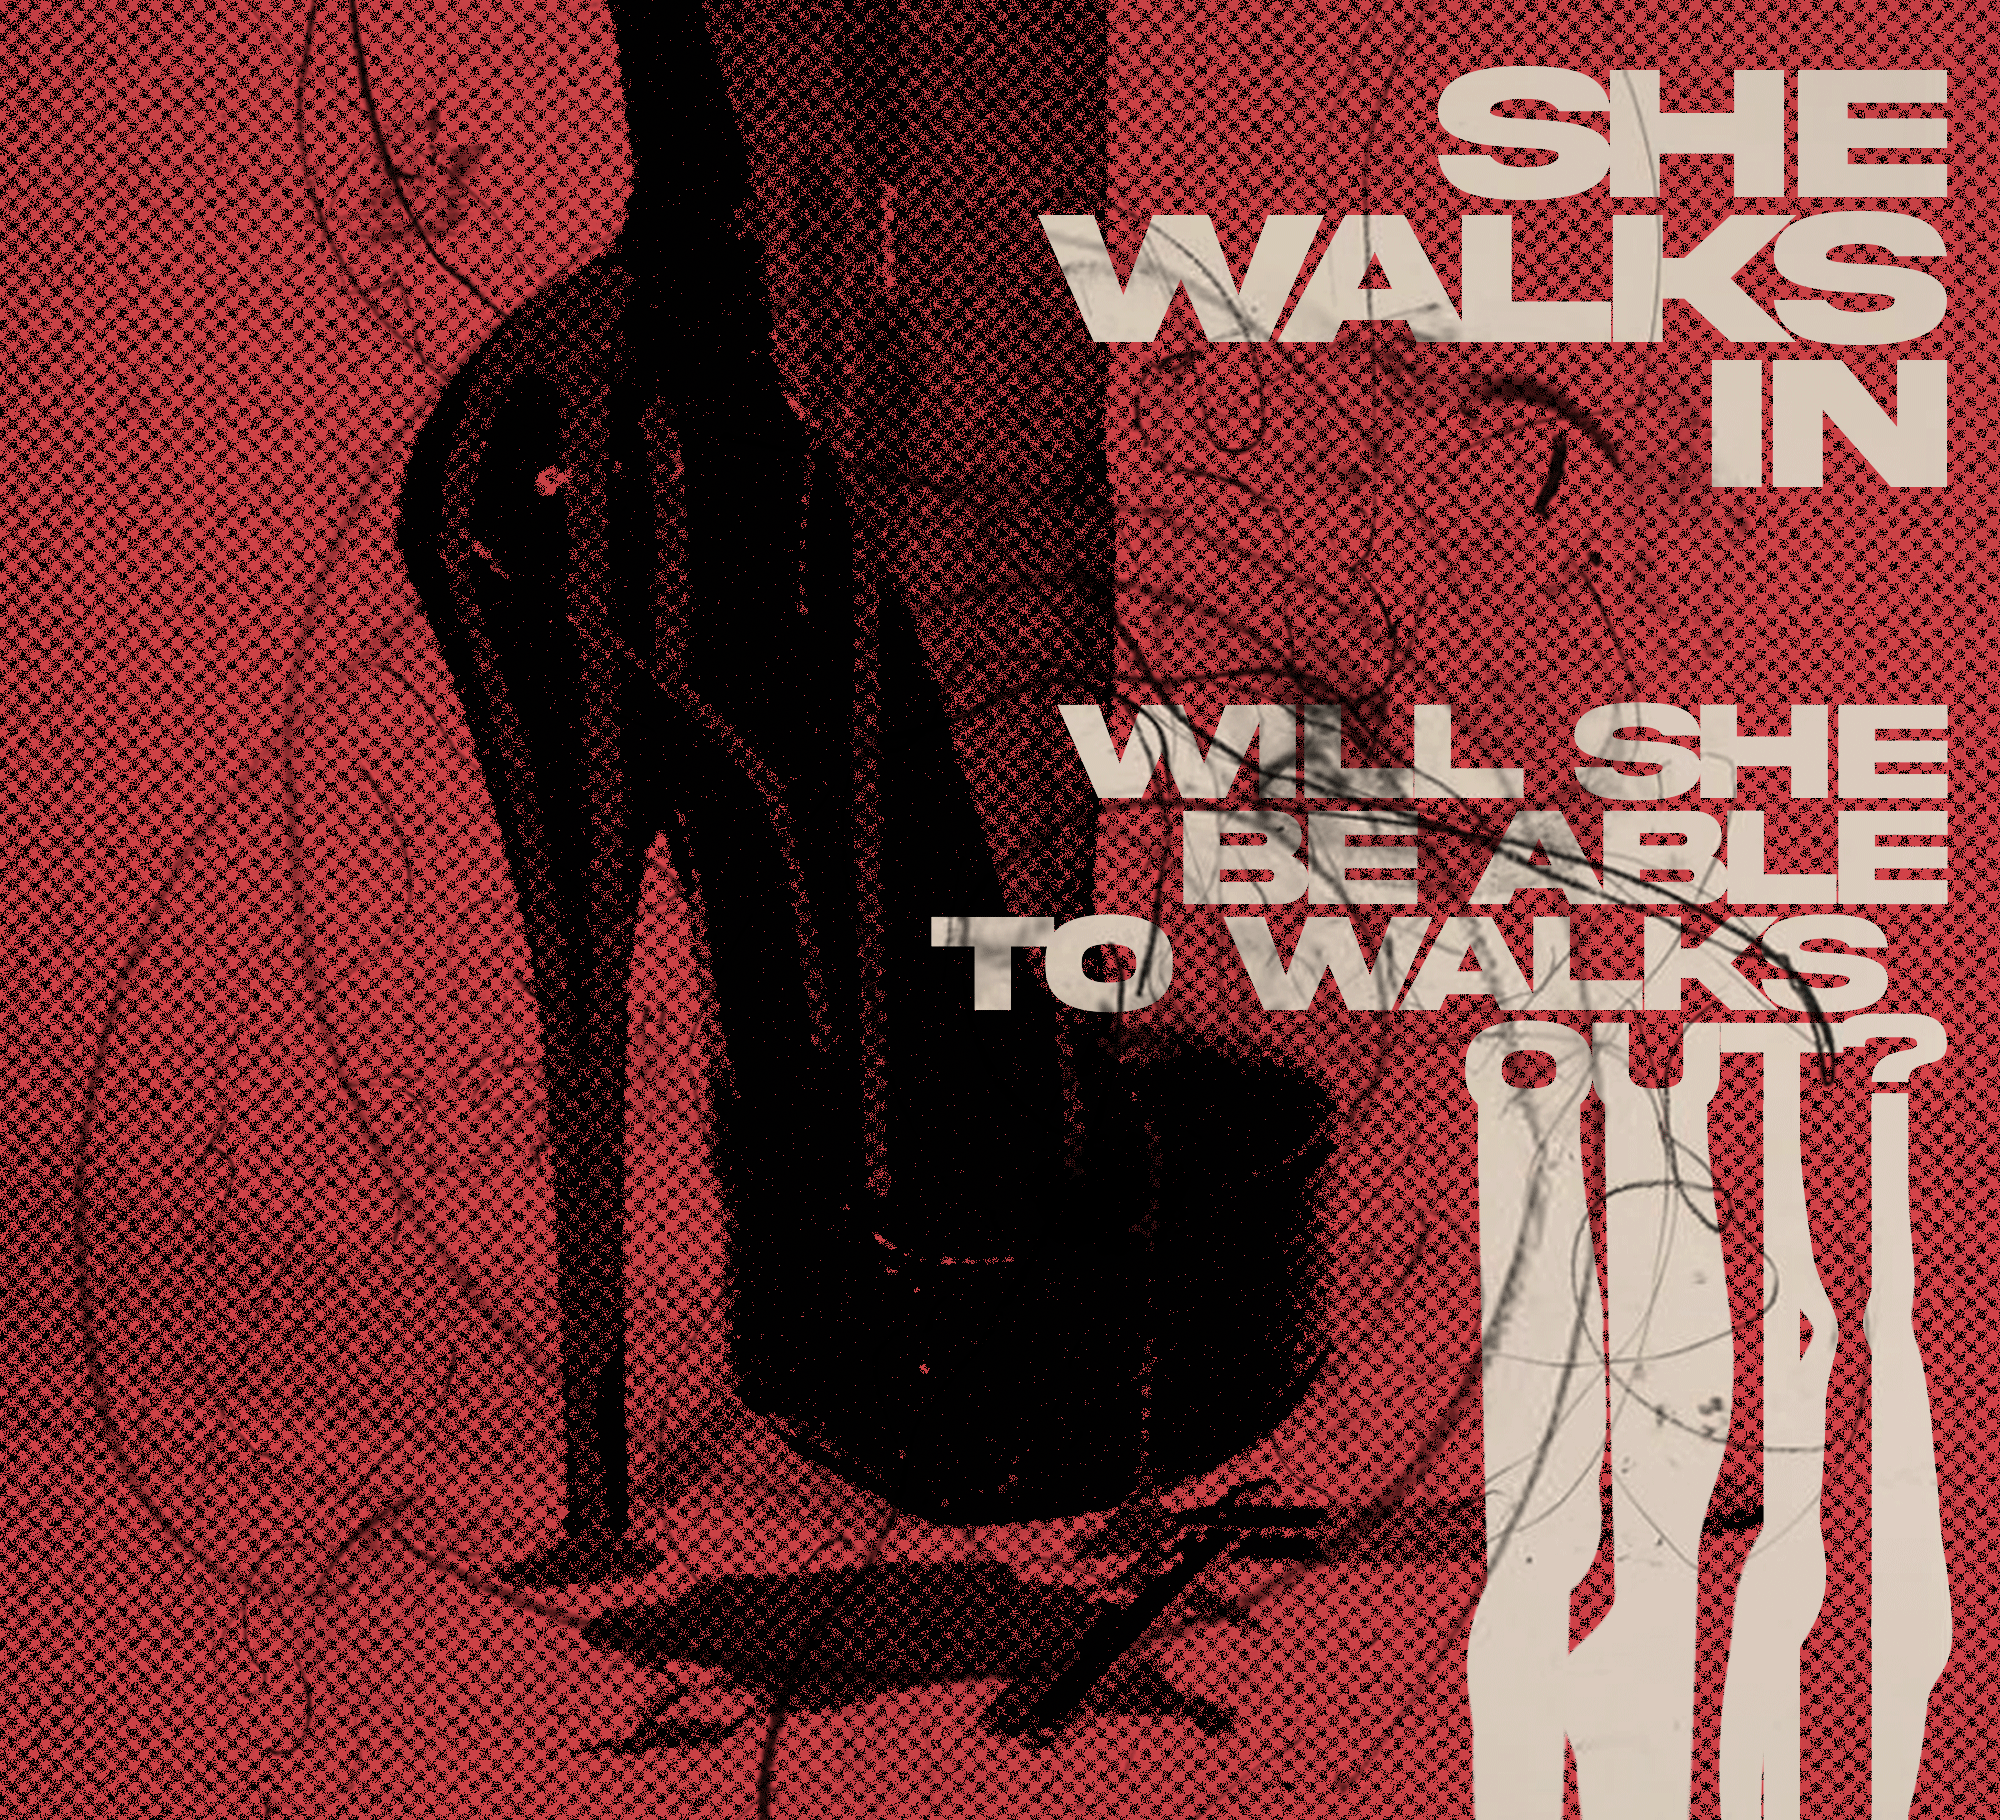 SHE
WALKS
IN
WILL SHE
BE ABLE
TO WALKS
OUT?